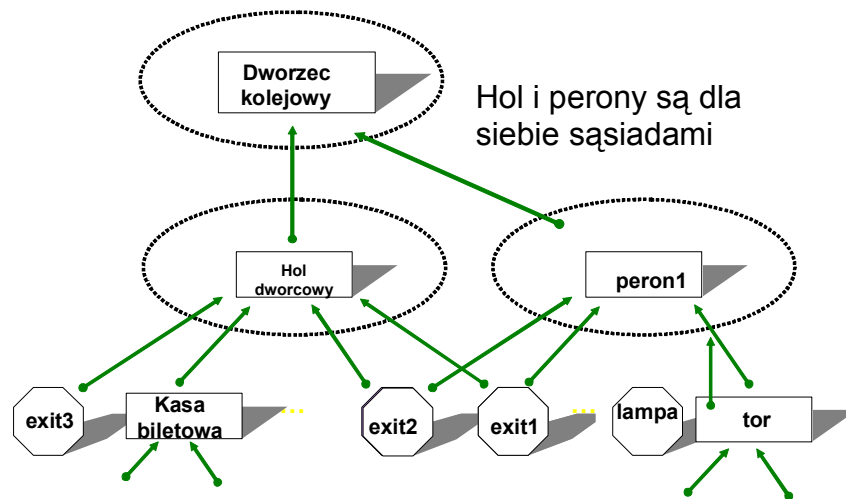 Dworzec
kolejowy
Hol i perony są dla
siebie sąsiadami
Hol
dworcowy
peron1
exit3
Kasa
biletowa
exit2
exit1
lampa
tor